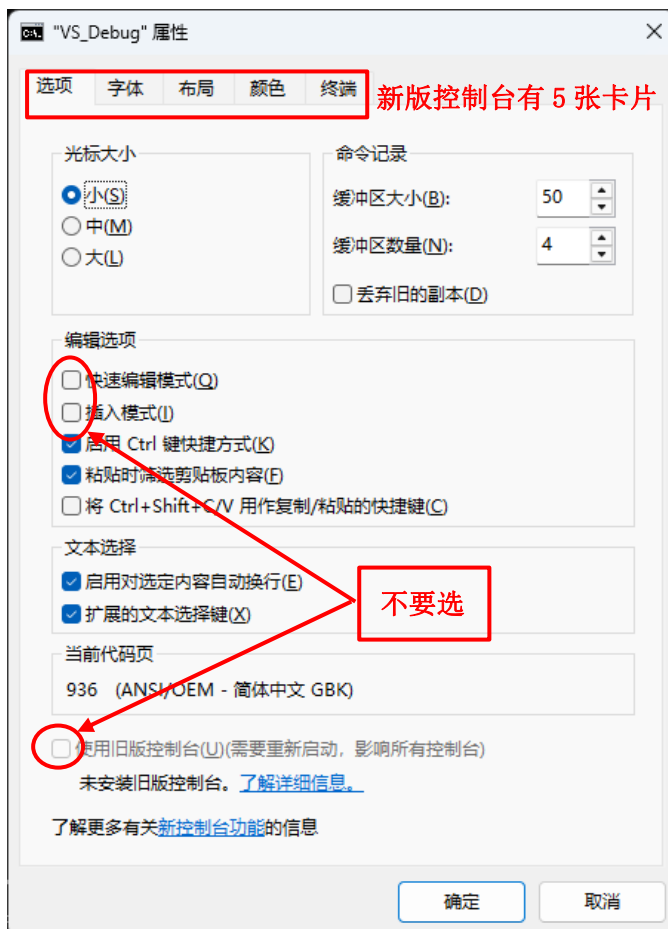 "VS_Debug" 属性
选项 字体 布局 颜色 终端
新版控制台有 5 张卡片
光标大小
小(S)
中(M)
大(L)
命令记录
缓冲区大小(B): 50
缓冲区数量(N): 4
丢弃旧的副本(D)
编辑选项
快速编辑模式(Q)
插入模式(I)
启用 Ctrl 键快捷方式(K)
粘贴时筛选剪贴板内容(F)
将 Ctrl+Shift+C/V 用作复制/粘贴的快捷键(C)
文本选择
启用对选定内容自动换行(E)
扩展的文本选择键(X)
不要选
当前代码页
936 (ANSI/OEM - 简体中文 GBK)
使用旧版控制台(U)(需要重新启动，影响所有控制台)
未安装旧版控制台。了解详细信息。
了解更多有关新控制台功能的信息
确定 取消